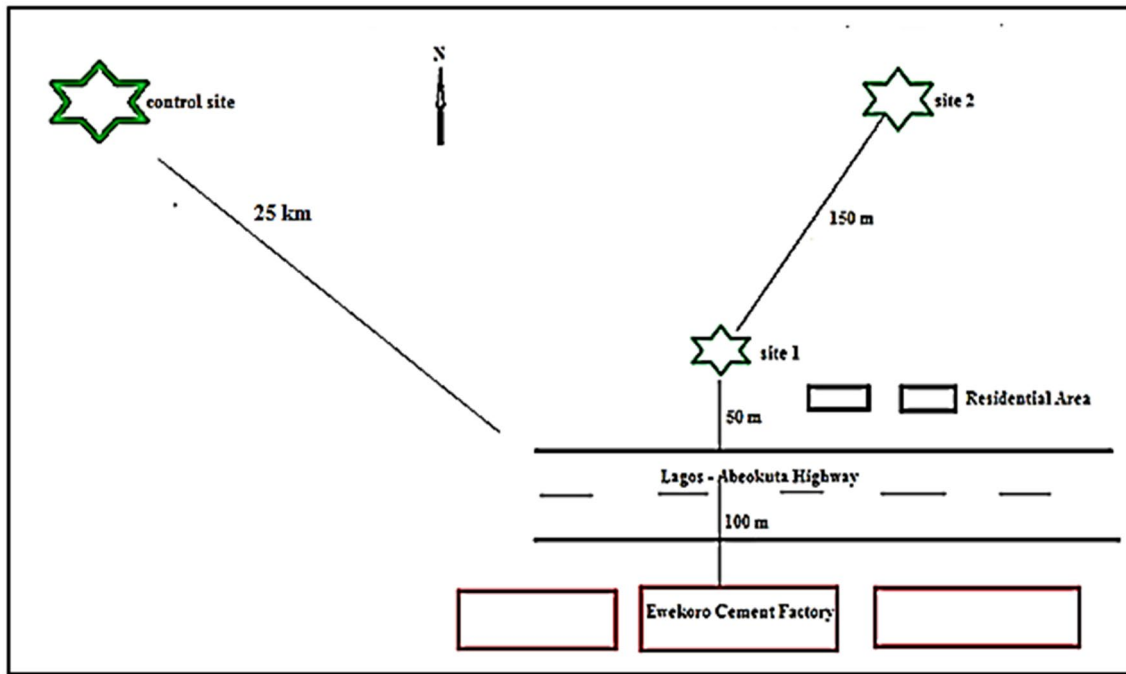 N
control site
site 2
25 km
150 m
site 1
50 m
Residential Area
Lagos - Abeokuta Highway
100 m
Ewekoro Cement Factory